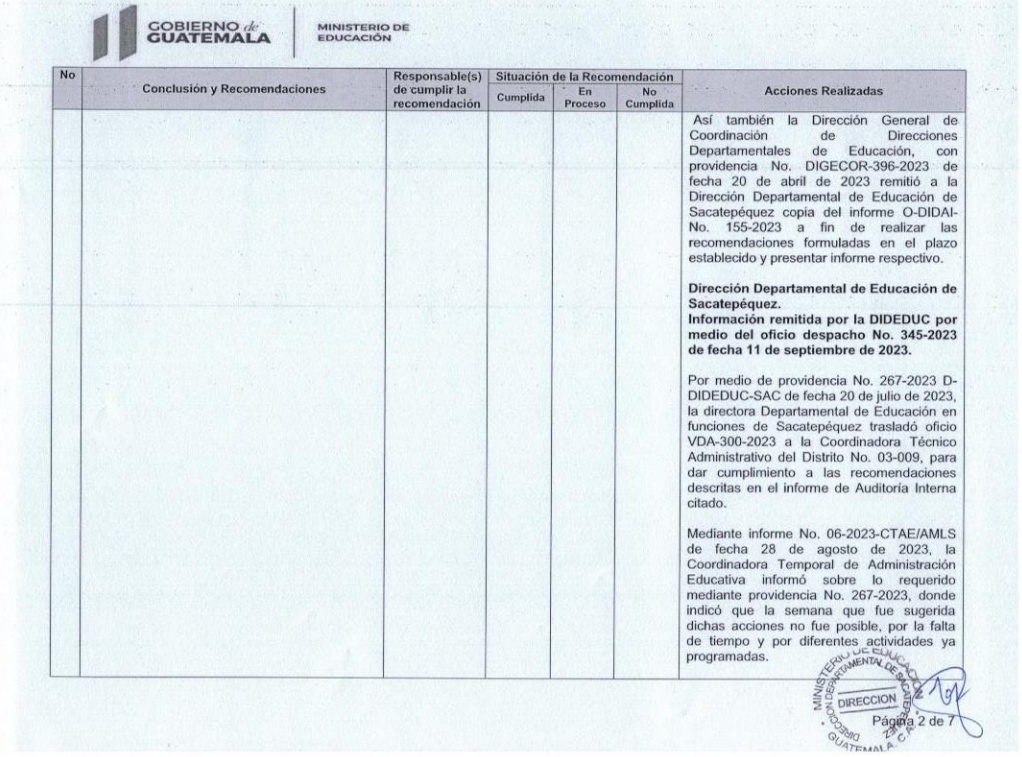 GOBIERNO de
GUATEMALA
MINISTERIO DE
EDUCACIÓN
No
Conclusión y Recomendaciones
Responsable(s)
de cumplir la
recomendación
Situación de la Recomendación
Cumplida
En
Proceso
No
Cumplida
Acciones Realizadas
Así también la Dirección General de
Coordinación de Direcciones
Departamentales de Educación, con
providencia No. DIGECOR-396-2023 de
fecha 20 de abril de 2023 remitió a la
Dirección Departamental de Educación de
Sacatepéquez copia del informe O-DIDAI-
No. 155-2023 a fin de realizar las
recomendaciones formuladas en el plazo
establecido y presentar informe respectivo.
Dirección Departamental de Educación de
Sacatepéquez.
Información remitida por la DIDEDUC por
medio del oficio despacho No. 345-2023
de fecha 11 de septiembre de 2023.
Por medio de providencia No. 267-2023 D-
DIDEDUC-SAC de fecha 20 de julio de 2023,
la directora Departamental de Educación en
funciones de Sacatepéquez trasladó oficio
VDA-300-2023 a la Coordinadora Técnico
Administrativo del Distrito No. 03-009, para
dar cumplimiento a las recomendaciones
descritas en el informe de Auditoría Interna
citado.
Mediante informe No. 06-2023-CTAE/AMLS
de fecha 28 de agosto de 2023, la
Coordinadora Temporal de Administración
Educativa informó sobre lo requerido
mediante providencia No. 267-2023, donde
indicó que la semana que fue sugerida
dichas acciones no fue posible, por la falta
de tiempo y por diferentes actividades ya
programadas.
MINISTERIO DE EDUCACION
DIRECCION DEPARTAMENTAL DE SACATEPEQUEZ
DIRECCION
GUATEMALA, C. A.
Página 2 de 7